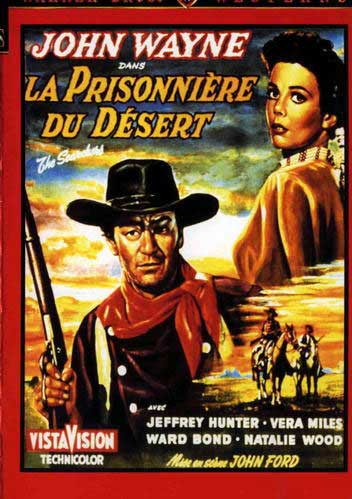 JOHN WAYNE
DANS
LA PRISONNIÈRE
DU DÉSERT
The Searchers
AVEC
JEFFREY HUNTER - VERA MILES
WARD BOND - NATALIE WOOD
Mise en scène JOHN FORD
VISTAVISION
TECHNICOLOR